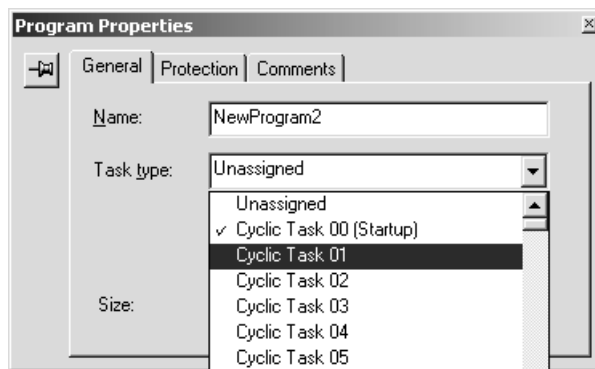 Program Properties
General Protection Comments
Name: NewProgram2
Task type: Unassigned
Unassigned
✓ Cyclic Task 00 (Startup)
Cyclic Task 01
Cyclic Task 02
Size: Cyclic Task 03
Cyclic Task 04
Cyclic Task 05